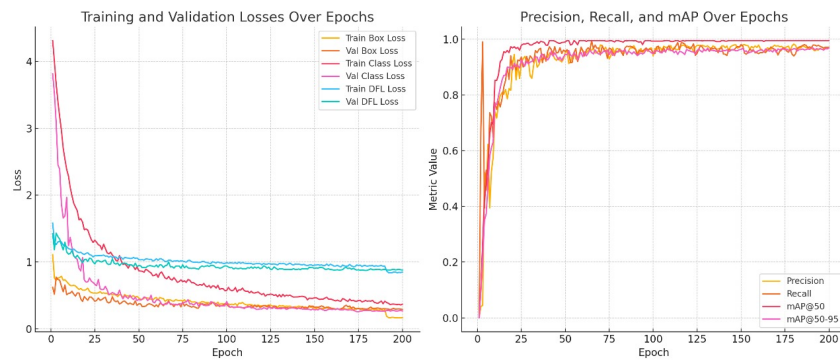 Training and Validation Losses Over Epochs
Train Box Loss
Val Box Loss
Train Class Loss
Val Class Loss
Train DFL Loss
Val DFL Loss
4
3
2
1
0
Loss
0 25 50 75 100 125 150 175 200
Epoch
Precision, Recall, and mAP Over Epochs
1.0
0.8
0.6
0.4
0.2
0.0
Metric Value
Precision
Recall
mAP@50
mAP@50-95
0 25 50 75 100 125 150 175 200
Epoch